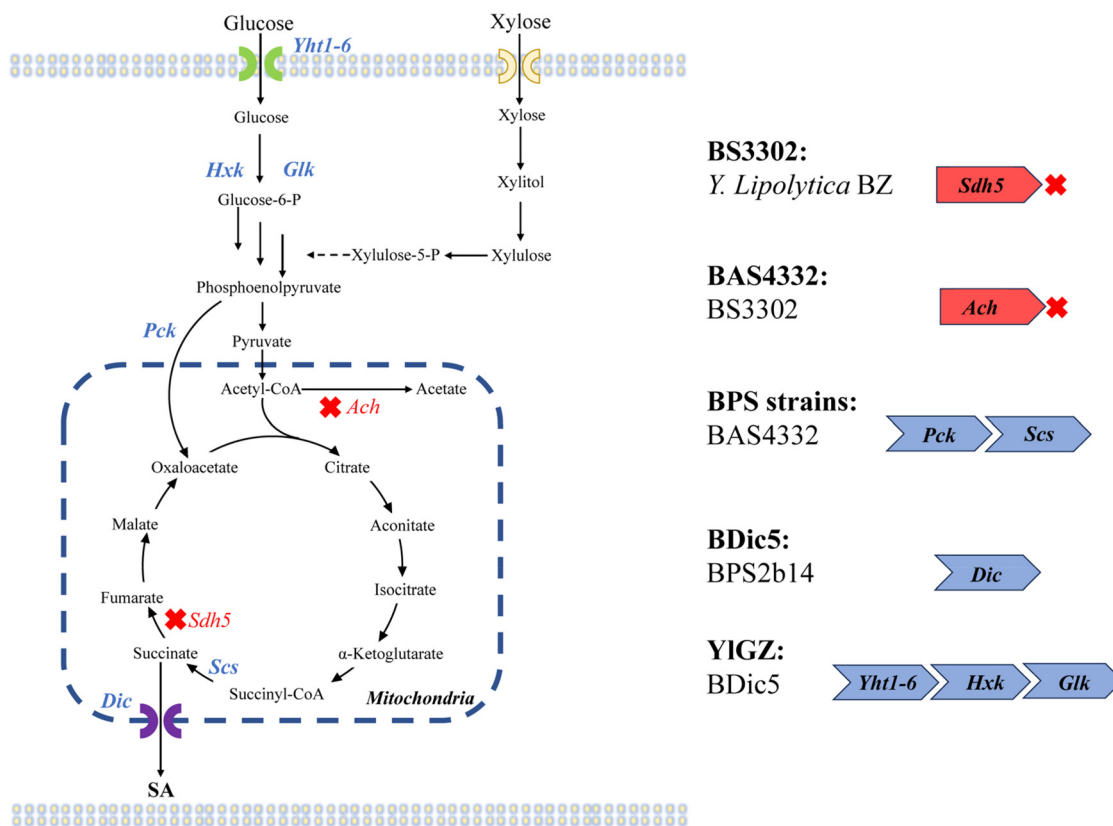 Glucose
Xylose
Yht1-6
Glucose
Xylose
Hxk
Glk
Xylitol
Glucose-6-P
Xylulose-5-P
Xylulose
Phosphoenolpyruvate
Pck
Pyruvate
Acetyl-CoA
Acetate
Ach
Oxaloacetate
Citrate
Malate
Aconitate
Isocitrate
Fumarate
Sdh5
Succinate
Scs
α-Ketoglutarate
Succinyl-CoA
Mitochondria
Dic
SA
BS3302:
Y. Lipolytica BZ
Sdh5
BAS4332:
BS3302
Ach
BPS strains:
BAS4332
Pck
Scs
BDic5:
BPS2b14
Dic
YlGZ:
BDic5
Yht1-6
Hxk
Glk